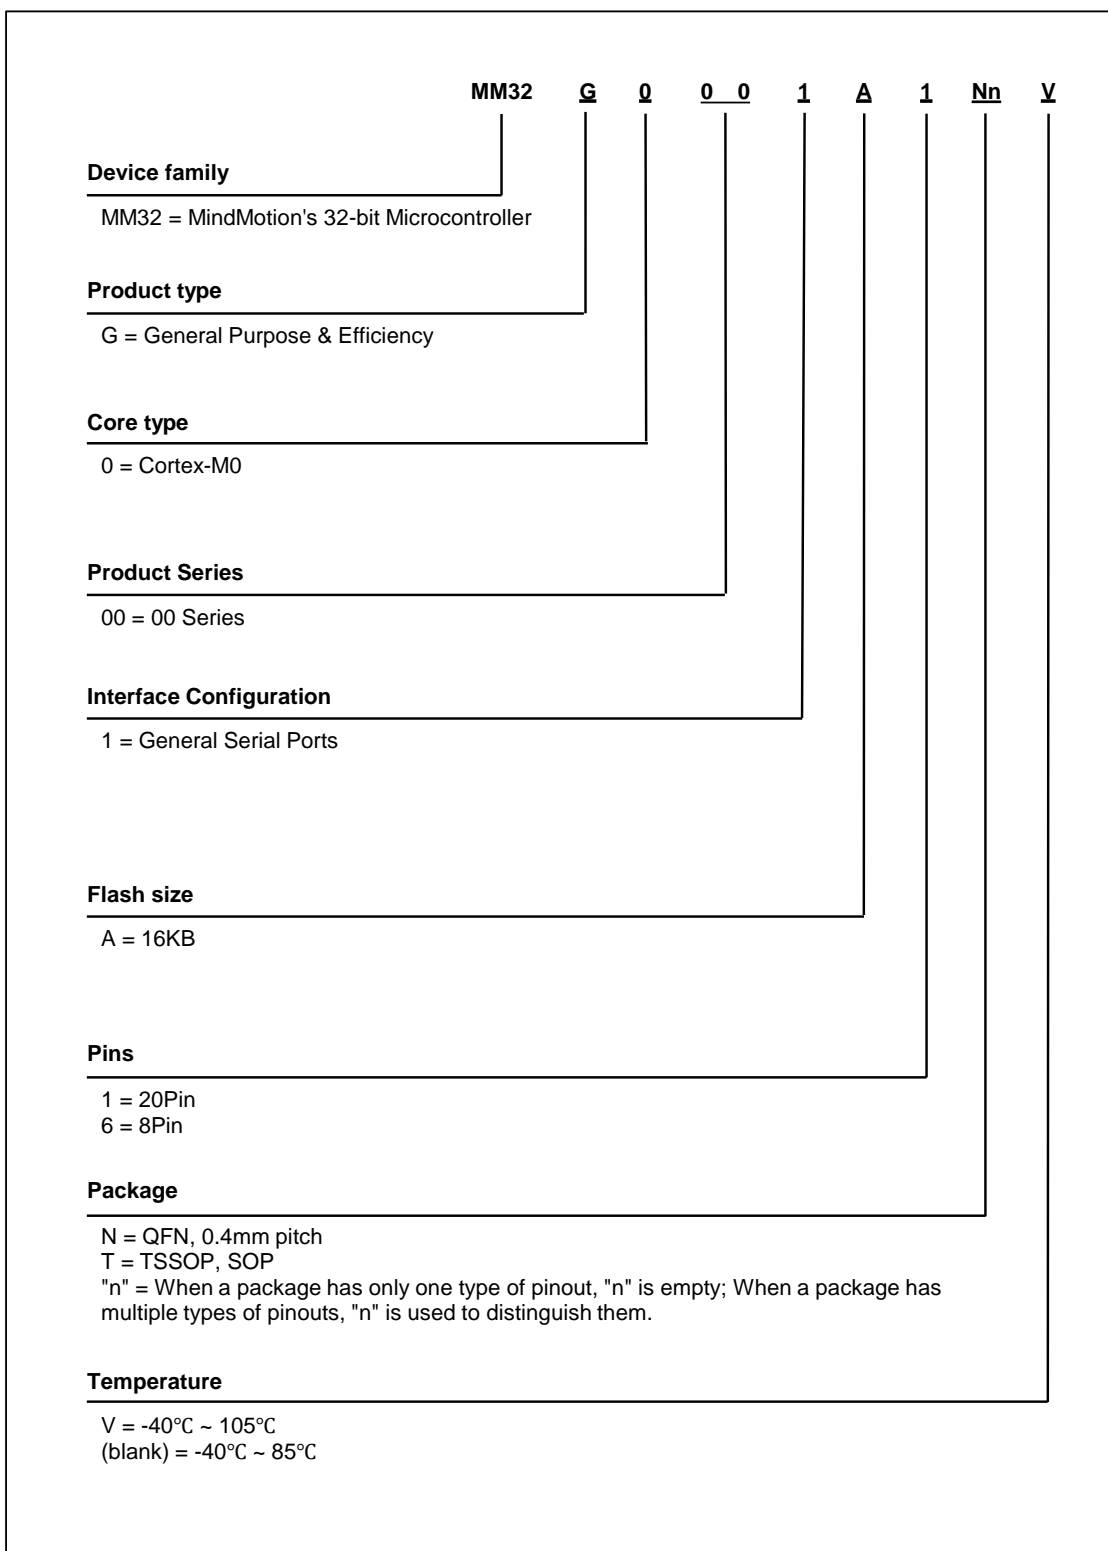 MM32 G 0 0 0 1 A 1 Nn V
Device family
MM32 = MindMotion's 32-bit Microcontroller
Product type
G = General Purpose & Efficiency
Core type
0 = Cortex-M0
Product Series
00 = 00 Series
Interface Configuration
1 = General Serial Ports
Flash size
A = 16KB
Pins
1 = 20Pin
6 = 8Pin
Package
N = QFN, 0.4mm pitch
T = TSSOP, SOP
"n" = When a package has only one type of pinout, "n" is empty; When a package has
multiple types of pinouts, "n" is used to distinguish them.
Temperature
V = -40℃ ~ 105℃
(blank) = -40℃ ~ 85℃